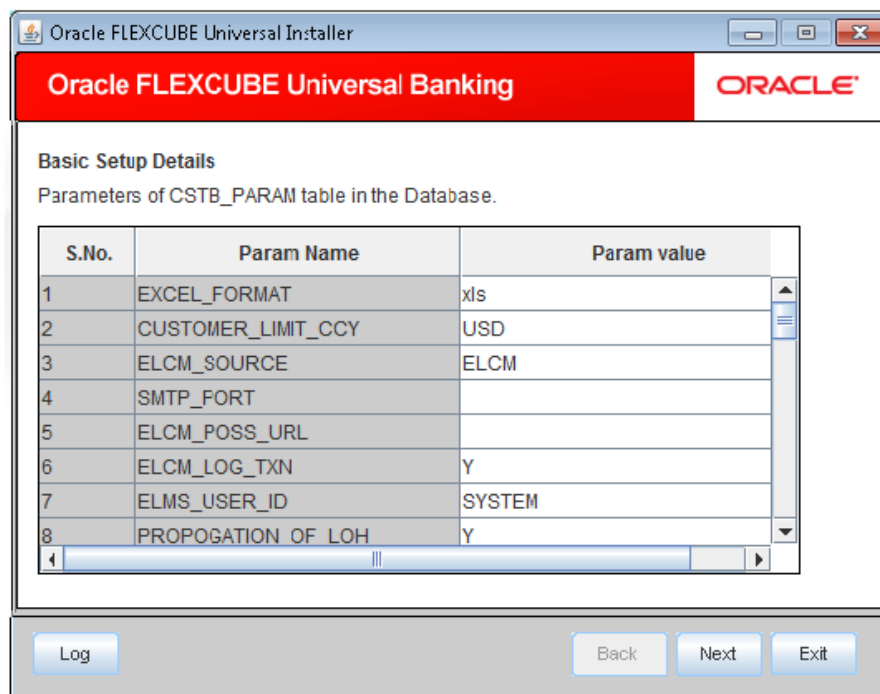 Oracle FLEXCUBE Universal Installer
Oracle FLEXCUBE Universal Banking ORACLE
Basic Setup Details
Parameters of CSTB_PARAM table in the Database.
S.No. Param Name Param value
1 EXCEL_FORMAT xls
2 CUSTOMER_LIMIT_CCY USD
3 ELCM_SOURCE ELCM
4 SMTP_FORT
5 ELCM_POSS_URL
6 ELCM_LOG_TXN Y
7 ELMS_USER_ID SYSTEM
8 PROPOGATION_OF_LOH Y
Log Back Next Exit